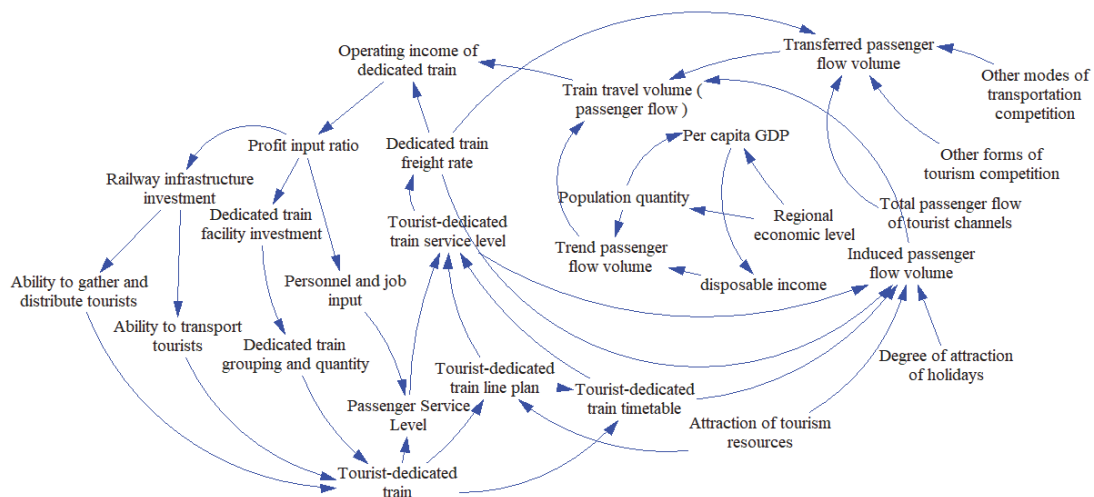 Operating income of
dedicated train
Transferred passenger
flow volume
Other modes of
transportation
competition
Train travel volume (
passenger flow )
Profit input ratio
Dedicated train
freight rate
Per capita GDP
Other forms of
tourism competition
Railway infrastructure
investment
Dedicated train
facility investment
Tourist-dedicated
train service level
Population quantity
Regional
economic level
Total passenger flow
of tourist channels
Trend passenger
flow volume
Induced passenger
flow volume
Ability to gather and
distribute tourists
Personnel and job
input
disposable income
Ability to transport
tourists
Dedicated train
grouping and quantity
Tourist-dedicated
train line plan
Tourist-dedicated
train timetable
Degree of attraction
of holidays
Passenger Service
Level
Attraction of tourism
resources
Tourist-dedicated
train